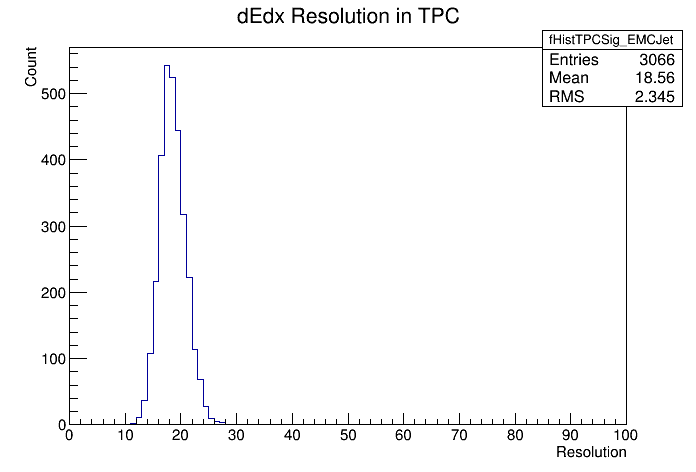 dEdx Resolution in TPC
fHistTPCSig_EMCJet
Entries 3066
Mean 18.56
RMS 2.345
Count
500
400
300
200
100
0
0 10 20 30 40 50 60 70 80 90 100
Resolution